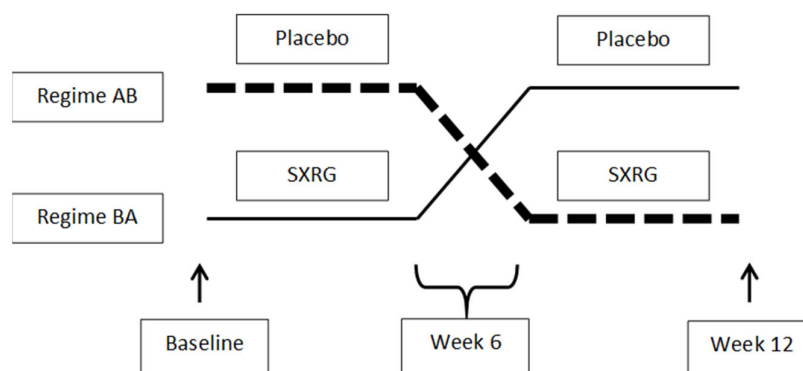 Placebo
Placebo
Regime AB
SXRG
SXRG
Regime BA
Baseline
Week 6
Week 12